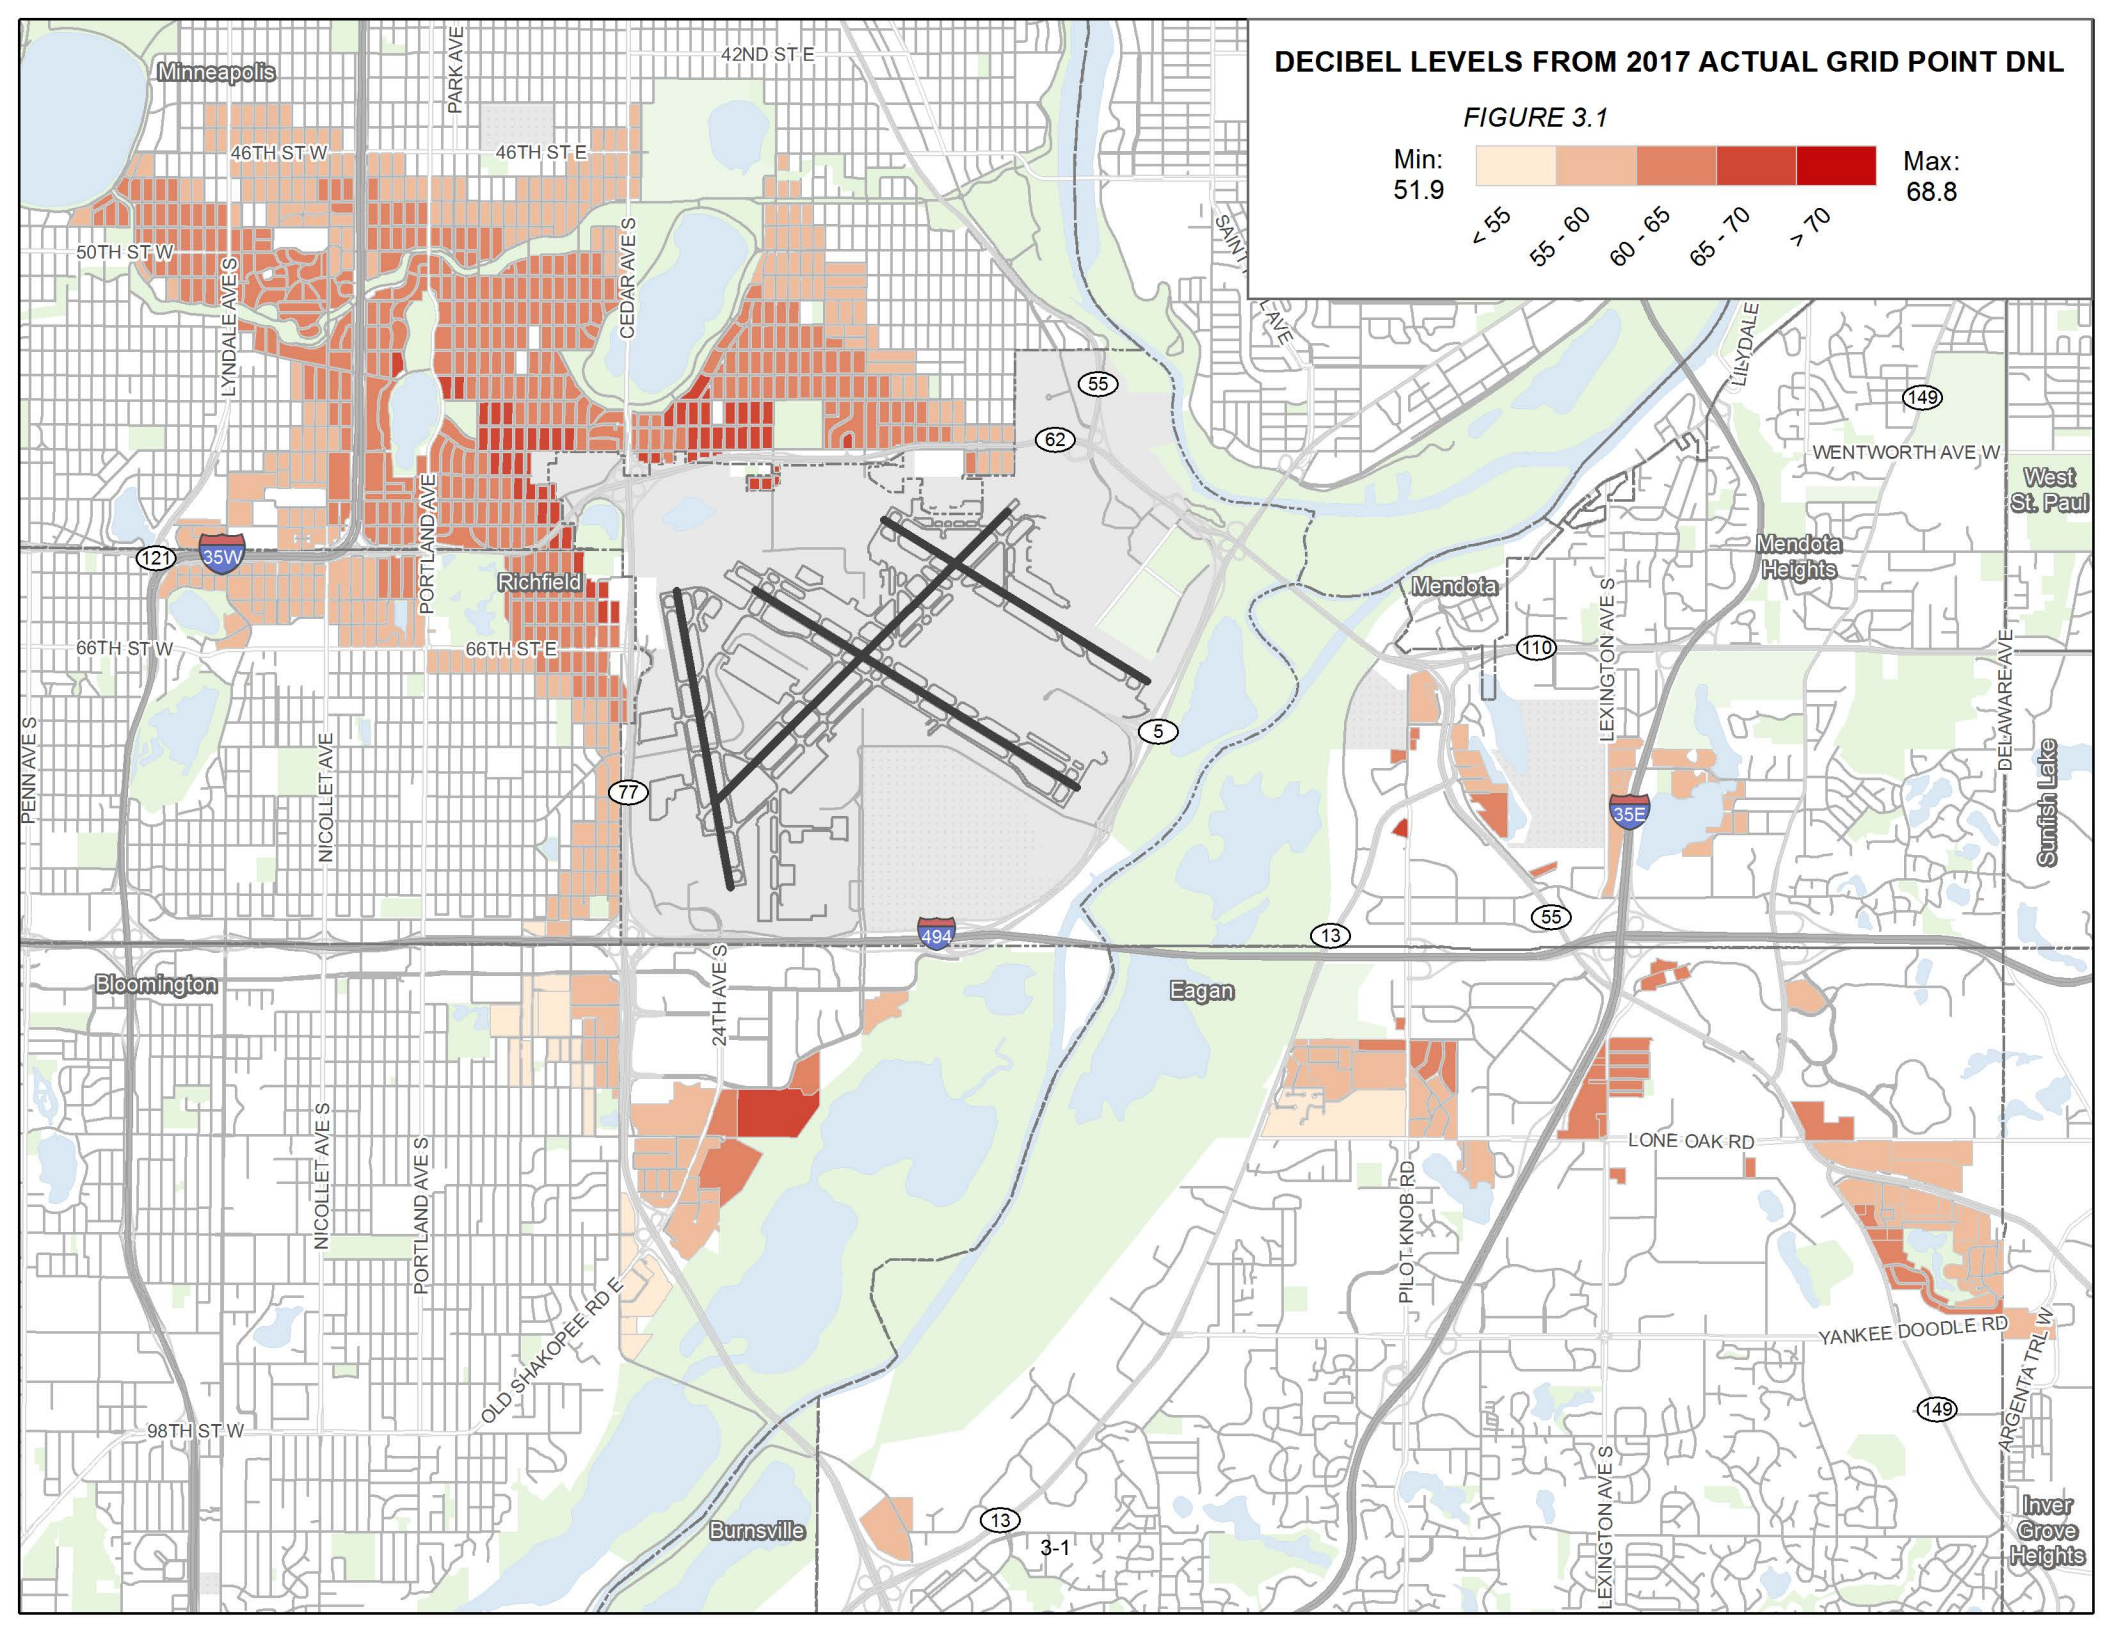 DECIBEL LEVELS FROM 2017 ACTUAL GRID POINT DNL
FIGURE 3.1
Min:
51.9
Max:
68.8
< 55
55 - 60
60 - 65
65 - 70
> 70
Minneapolis
PARK AVE
42ND ST E
46TH ST W
46TH ST E
50TH ST W
LYNDALE AVE S
CEDAR AVE S
LILYDALE
55
149
62
WENTWORTH AVE W
West
St. Paul
PORTLAND AVE
121
35W
Richfield
Mendota
Mendota
Heights
66TH ST W
66TH ST E
110
LEXINGTON AVE S
DELAWARE AVE
PENN AVE S
NICOLLET AVE
5
77
35E
Sunfish Lake
494
13
55
Bloomington
24TH AVE S
Eagan
NICOLLET AVE S
PORTLAND AVE S
LONE OAK RD
PILOT KNOB RD
OLD SHAKOPEE RD E
YANKEE DOODLE RD
ARGENTA TRL W
98TH ST W
149
LEXINGTON AVE S
Burnsville
13
3-1
Inver
Grove
Heights